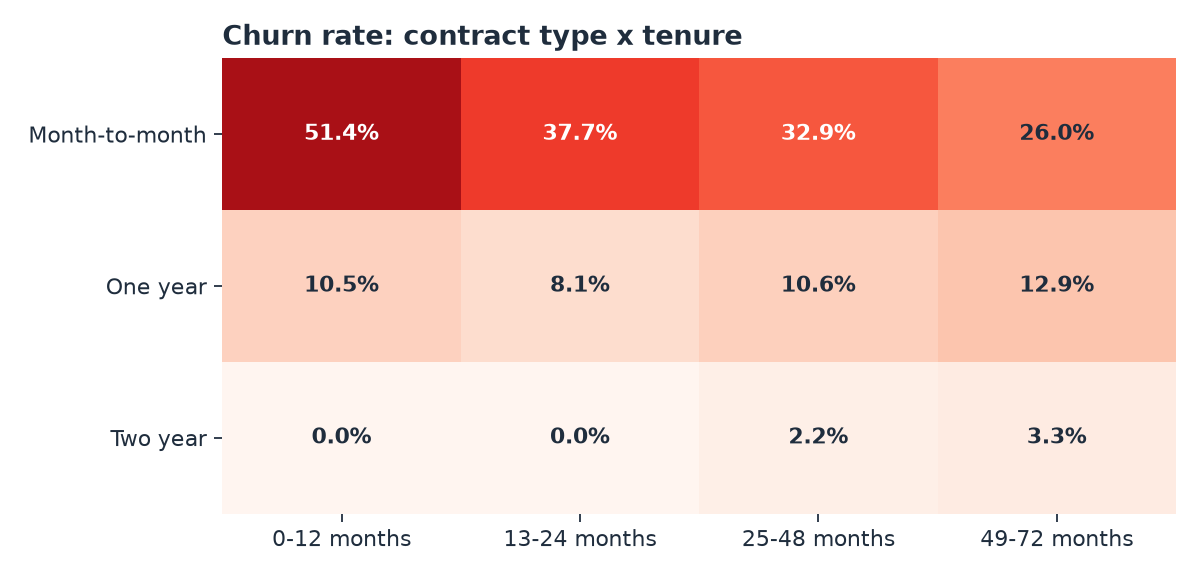 Churn rate: contract type x tenure
Month-to-month 51.4% 37.7% 32.9% 26.0%
One year 10.5% 8.1% 10.6% 12.9%
Two year 0.0% 0.0% 2.2% 3.3%
0-12 months 13-24 months 25-48 months 49-72 months